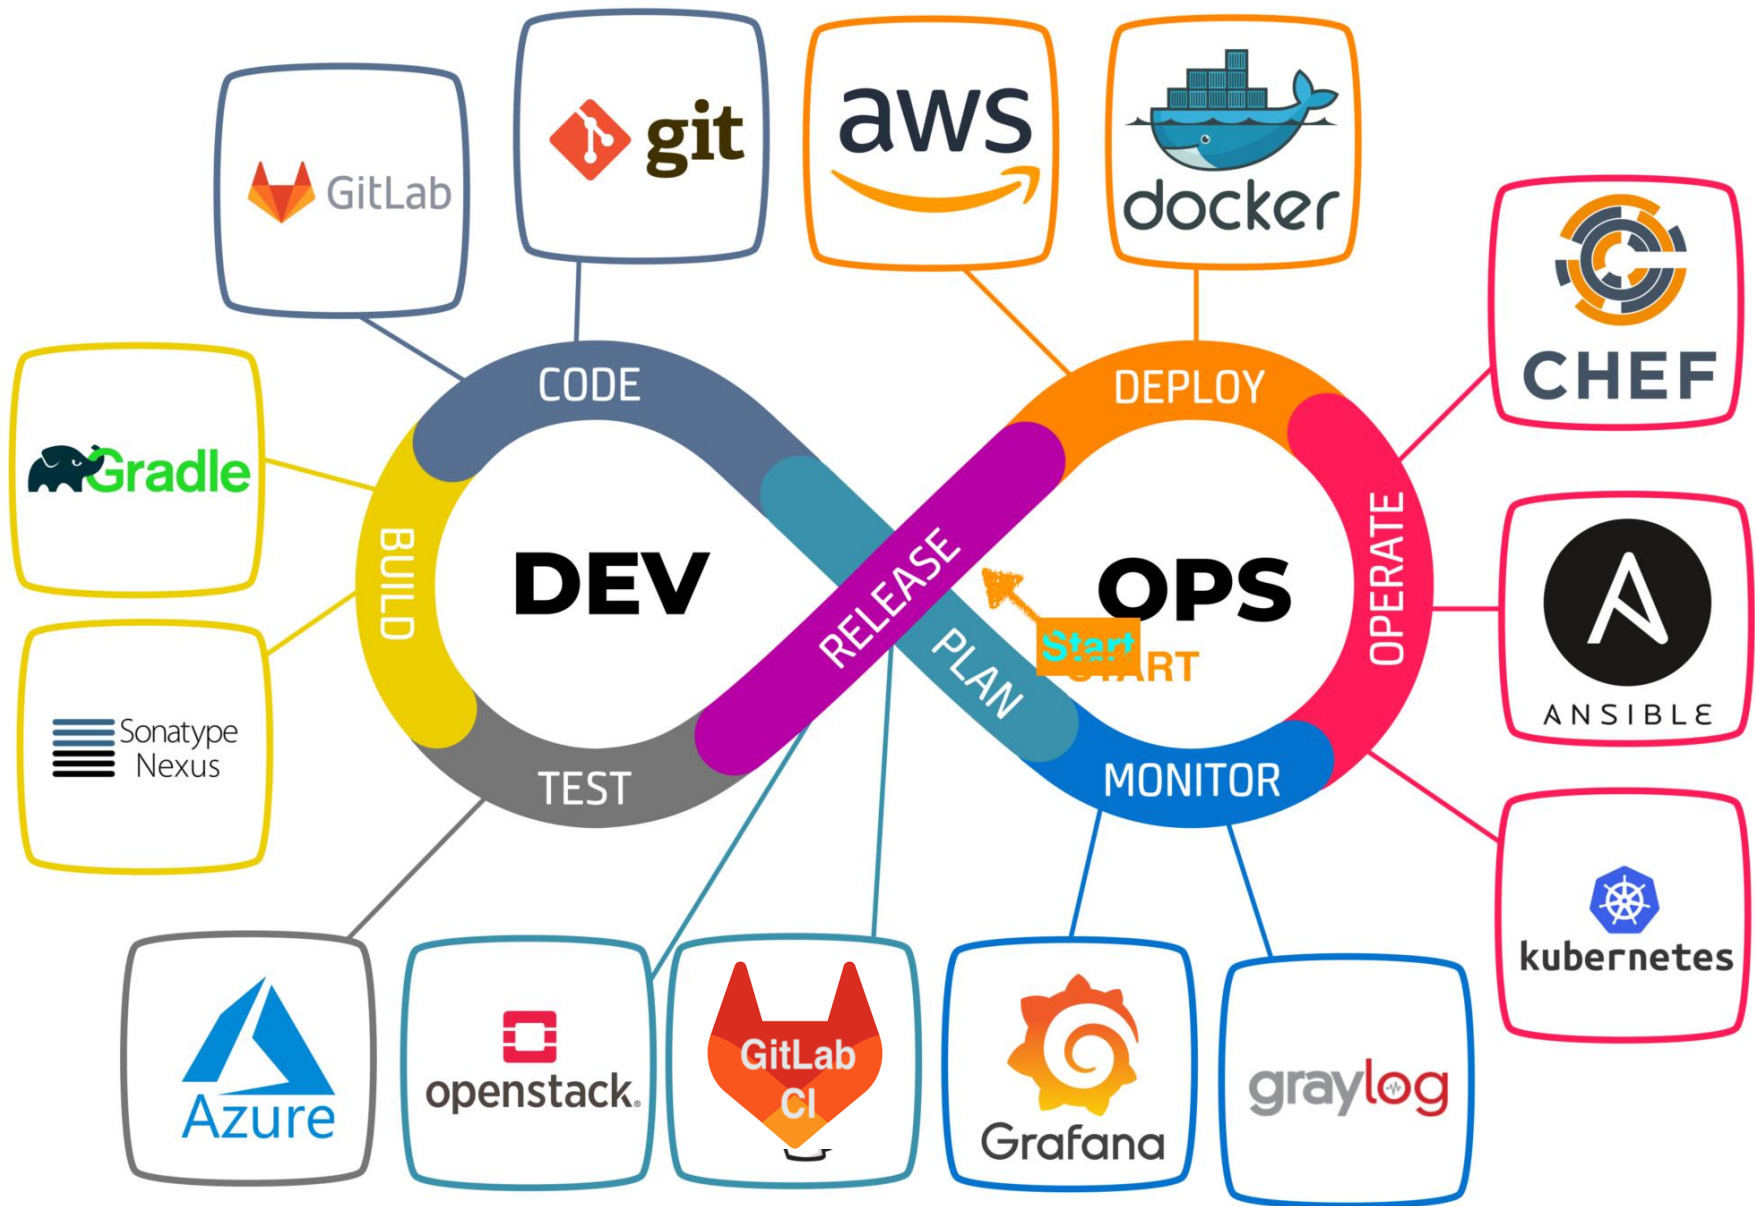 GitLab
git
aws
docker
CHEF
CODE
DEPLOY
Gradle
BUILD
DEV
RELEASE
OPS
OPERATE
Start
START
PLAN
ANSIBLE
Sonatype
Nexus
TEST
MONITOR
kubernetes
Azure
openstack.
GitLab
CI
Grafana
graylog